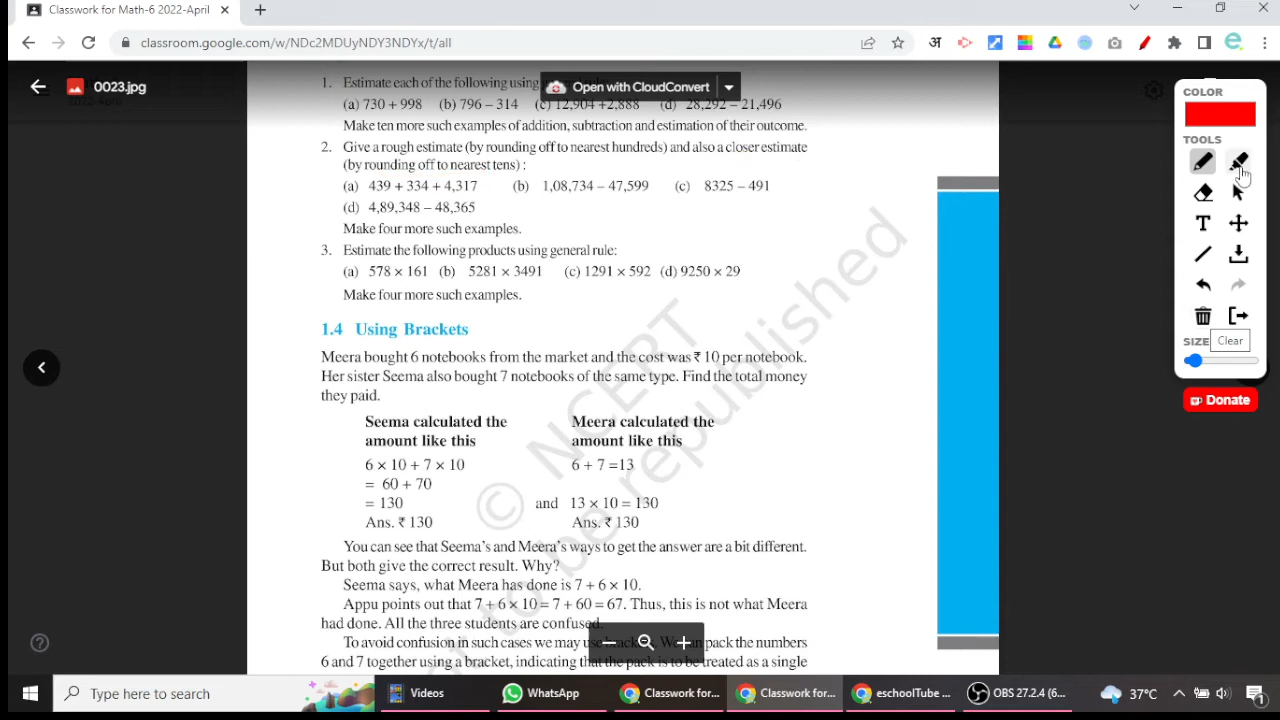 Classwork for Math-6 2022-April
classroom.google.com/w/NDc2MDUyNDY3NDYx/t/all
अ
0023.jpg
Open with CloudConvert
1. Estimate each of the following using general rule:
(a) 730 + 998 (b) 796 – 314 (c) 12,904 +2,888 (d) 28,292 – 21,496
Make ten more such examples of addition, subtraction and estimation of their outcome.
2. Give a rough estimate (by rounding off to nearest hundreds) and also a closer estimate
(by rounding off to nearest tens) :
(a) 439 + 334 + 4,317 (b) 1,08,734 – 47,599 (c) 8325 – 491
(d) 4,89,348 – 48,365
Make four more such examples.
3. Estimate the following products using general rule:
(a) 578 × 161 (b) 5281 × 3491 (c) 1291 × 592 (d) 9250 × 29
Make four more such examples.
1.4 Using Brackets
Meera bought 6 notebooks from the market and the cost was ₹ 10 per notebook.
Her sister Seema also bought 7 notebooks of the same type. Find the total money
they paid.
Seema calculated the Meera calculated the
amount like this amount like this
6 × 10 + 7 × 10 6 + 7 =13
= 60 + 70
= 130 and 13 × 10 = 130
Ans. ₹ 130 Ans. ₹ 130
You can see that Seema's and Meera's ways to get the answer are a bit different.
But both give the correct result. Why?
Seema says, what Meera has done is 7 + 6 × 10.
Appu points out that 7 + 6 × 10 = 7 + 60 = 67. Thus, this is not what Meera
had done. All the three students are confused.
To avoid confusion in such cases we may use We pack the numbers
6 and 7 together using a bracket, indicating that the pack is to be treated as a single
© NCERT
not to be republished
COLOR
TOOLS
T
SIZE
Clear
Donate
Type here to search
Videos
WhatsApp
Classwork for...
Classwork for...
eschoolTube ...
OBS 27.2.4 (6...
37°C
1